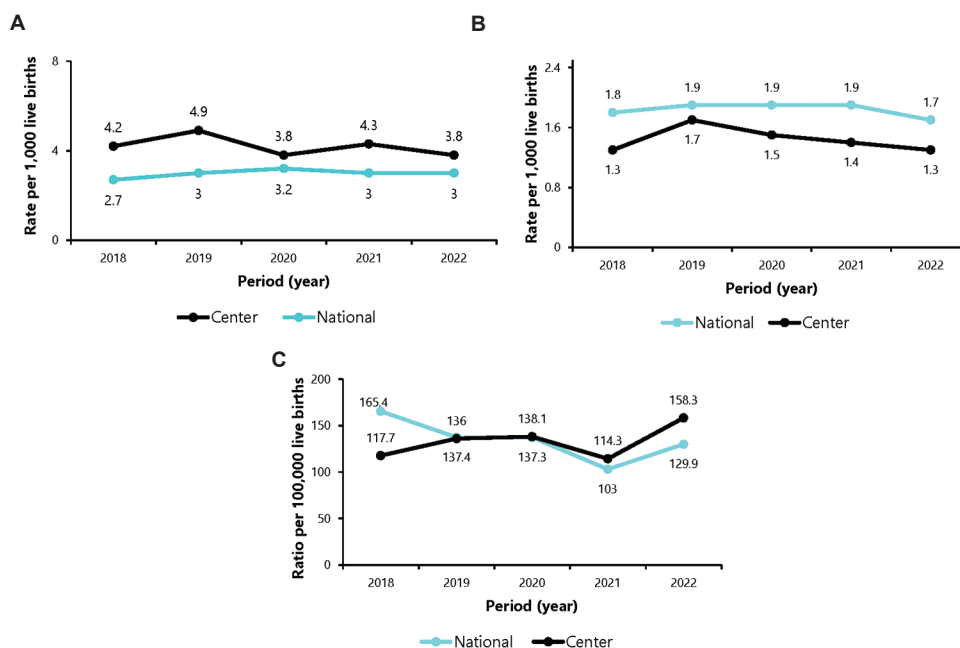 A
Rate per 1,000 live births
8
4
0
4.2
4.9
3.8
4.3
3.8
2.7
3
3.2
3
3
2018 2019 2020 2021 2022
Period (year)
Center National
B
Rate per 1,000 live births
2.4
1.6
0.8
0
1.8
1.9
1.9
1.9
1.7
1.3
1.7
1.5
1.4
1.3
2018 2019 2020 2021 2022
Period (year)
National Center
C
Ratio per 100,000 live births
200
150
100
50
0
165.4
136
138.1
114.3
158.3
117.7
137.4
137.3
103
129.9
2018 2019 2020 2021 2022
Period (year)
National Center